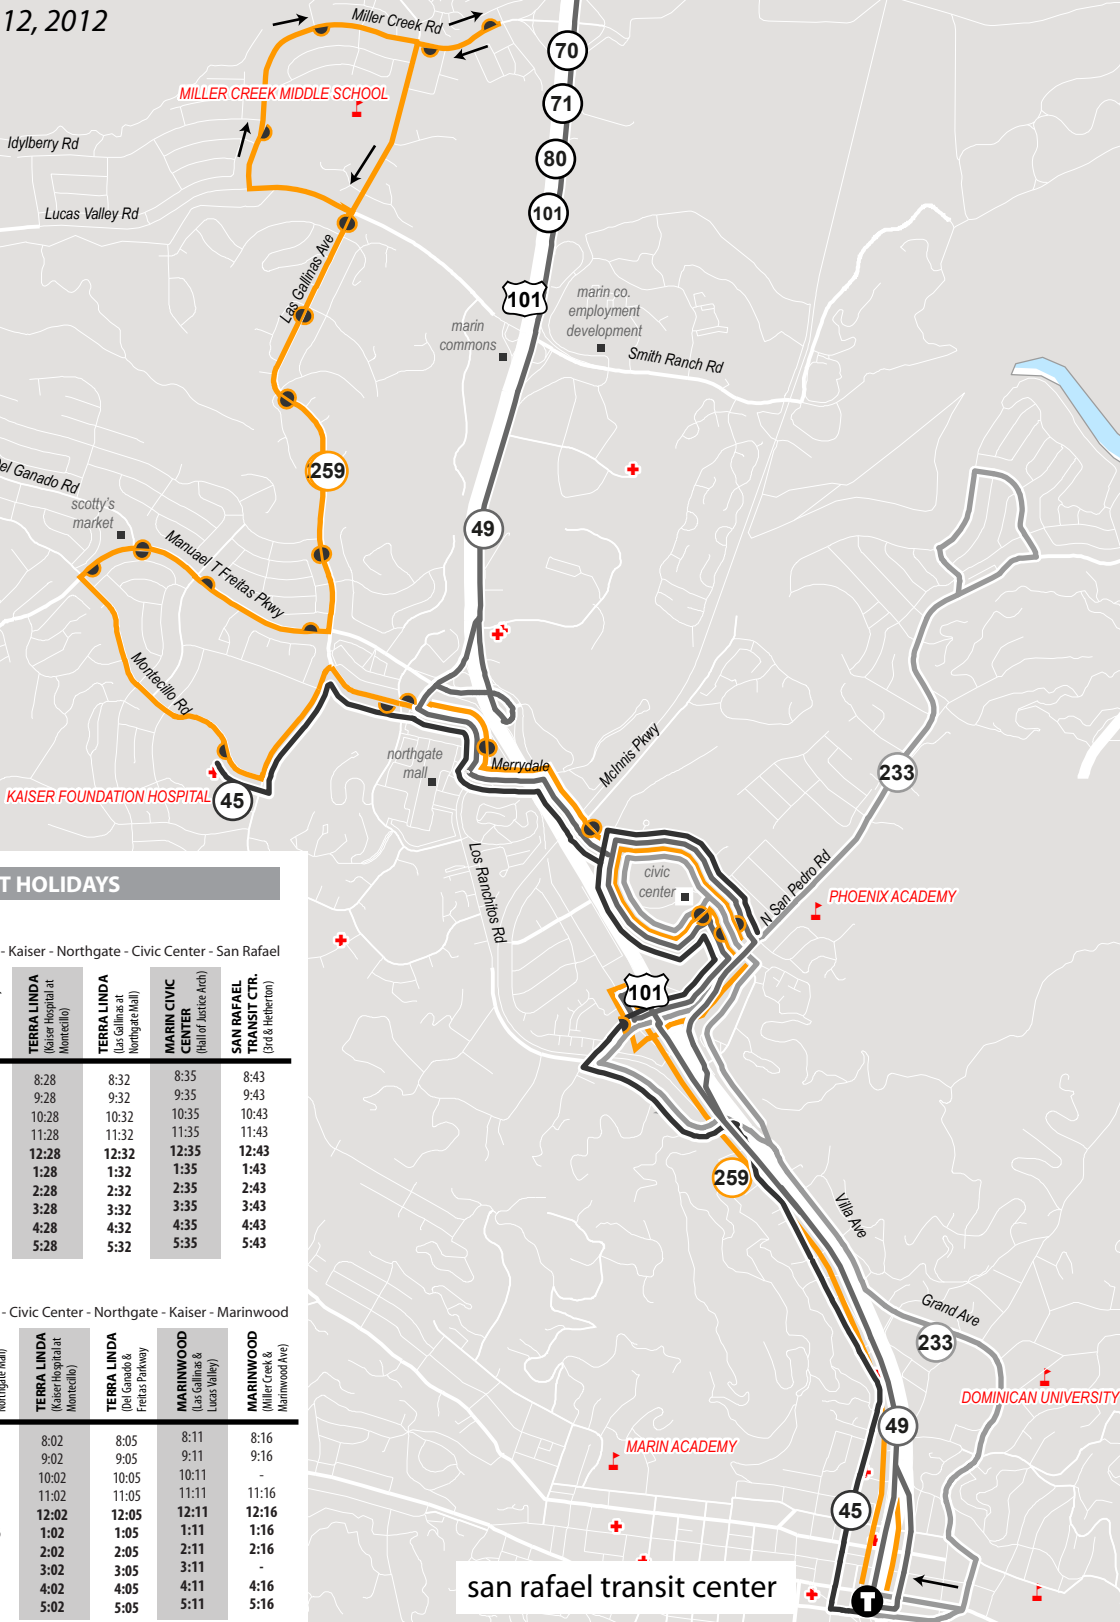 12, 2012
Miller Creek Rd
70
MILLER CREEK MIDDLE SCHOOL
71
Idylberry Rd
80
Lucas Valley Rd
101
Las Gallinas Ave
101
marin co.
employment
development
marin
commons
Smith Ranch Rd
259
el Ganado Rd
scotty's
market
49
Manuael T Freitas Pkwy
Montecillo Rd
northgate
mall
Merrydale
McInnis Pkwy
233
KAISER FOUNDATION HOSPITAL
45
Los Ranchitos Rd
civic
center
N San Pedro Rd
PHOENIX ACADEMY
T HOLIDAYS
- Kaiser - Northgate - Civic Center - San Rafael
TERRA LINDA
(Kaiser Hospital at
Montecillo)
TERRA LINDA
(Las Gallinas at
Northgate Mall)
MARIN CIVIC
CENTER
(Hall of Justice Arch)
SAN RAFAEL
TRANSIT CTR.
(3rd & Hetherton)
8:28 8:32 8:35 8:43
9:28 9:32 9:35 9:43
10:28 10:32 10:35 10:43
11:28 11:32 11:35 11:43
12:28 12:32 12:35 12:43
1:28 1:32 1:35 1:43
2:28 2:32 2:35 2:43
3:28 3:32 3:35 3:43
4:28 4:32 4:35 4:43
5:28 5:32 5:35 5:43
101
259
Villa Ave
Grand Ave
233
- Civic Center - Northgate - Kaiser - Marinwood
Northgate Mall)
TERRA LINDA
(Kaiser Hospital at
Montecillo)
TERRA LINDA
(Del Ganado &
Freitas Parkway
MARINWOOD
(Las Gallinas &
Lucas Valley)
MARINWOOD
(Miller Creek &
Marinwood Ave)
8:02 8:05 8:11 8:16
9:02 9:05 9:11 9:16
10:02 10:05 10:11 -
11:02 11:05 11:11 11:16
12:02 12:05 12:11 12:16
1:02 1:05 1:11 1:16
2:02 2:05 2:11 2:16
3:02 3:05 3:11 -
4:02 4:05 4:11 4:16
5:02 5:05 5:11 5:16
DOMINICAN UNIVERSITY
49
MARIN ACADEMY
45
san rafael transit center
T